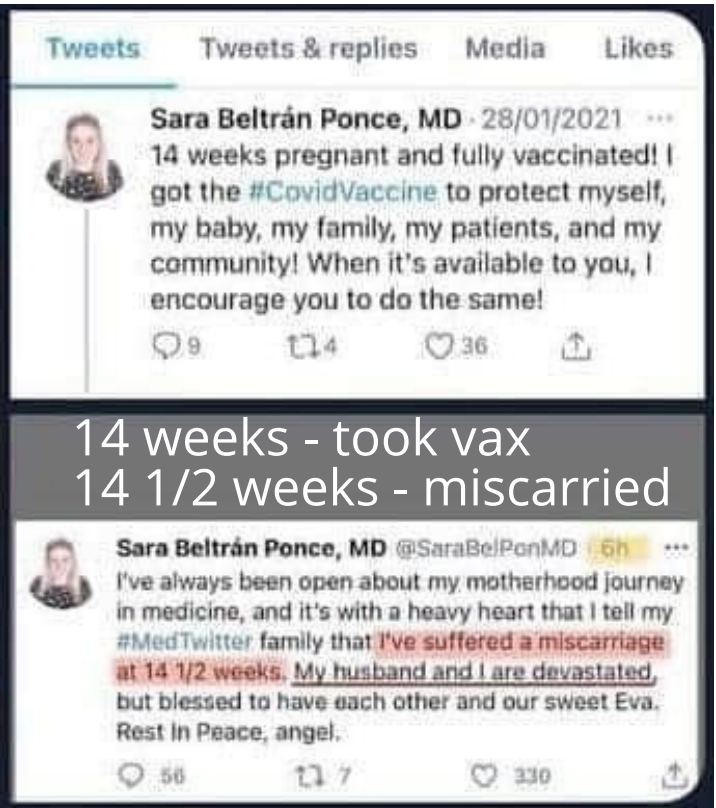 Tweets Tweets & replies Media Likes
Sara Beltrán Ponce, MD · 28/01/2021 ...
14 weeks pregnant and fully vaccinated! I
got the #CovidVaccine to protect myself,
my baby, my family, my patients, and my
community! When it's available to you, I
encourage you to do the same!
9 4 36
14 weeks - took vax
14 1/2 weeks - miscarried
Sara Beltrán Ponce, MD @SaraBelPonMD 6h ...
I've always been open about my motherhood journey
in medicine, and it's with a heavy heart that I tell my
#MedTwitter family that I've suffered a miscarriage
at 14 1/2 weeks. My husband and I are devastated,
but blessed to have each other and our sweet Eva.
Rest In Peace, angel.
56 7 330